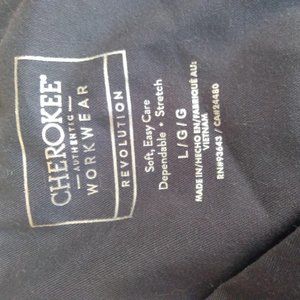 CHEROKEE®
AUTHENTIC
WORKWEAR
REVOLUTION
Soft, Easy Care
Dependable • Stretch
L/G/G
MADE IN/HECHO EN/FABRIQUÉ AU:
VIETNAM
RN#93643 / CA#24480